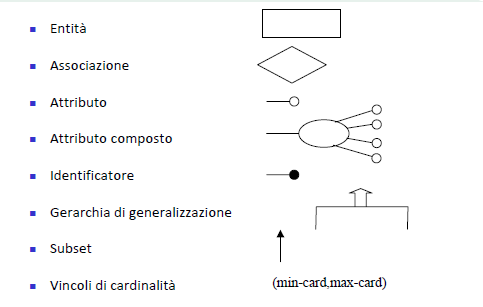 Entità
Associazione
Attributo
Attributo composto
Identificatore
Gerarchia di generalizzazione
Subset
Vincoli di cardinalità (min-card,max-card)